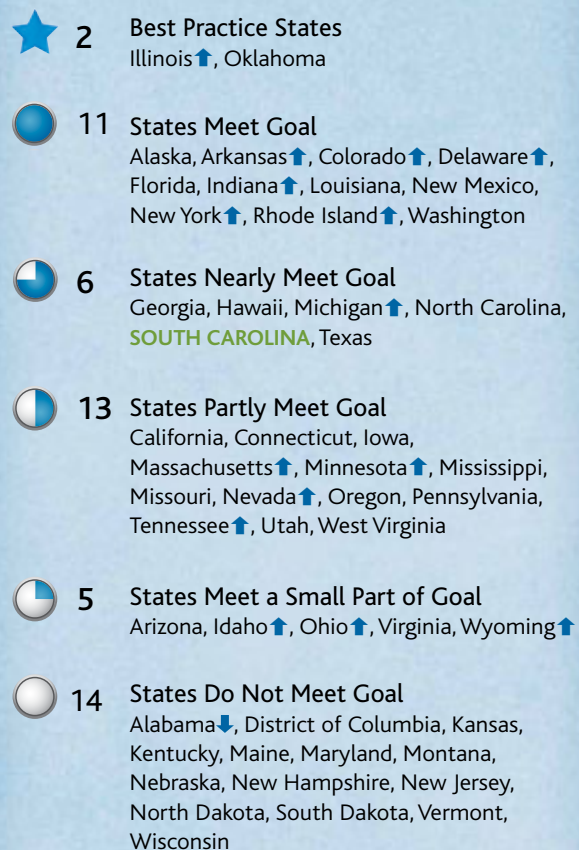 2 Best Practice States
Illinois⬆, Oklahoma
11 States Meet Goal
Alaska, Arkansas⬆, Colorado⬆, Delaware⬆,
Florida, Indiana⬆, Louisiana, New Mexico,
New York⬆, Rhode Island⬆, Washington
6 States Nearly Meet Goal
Georgia, Hawaii, Michigan⬆, North Carolina,
SOUTH CAROLINA, Texas
13 States Partly Meet Goal
California, Connecticut, Iowa,
Massachusetts⬆, Minnesota⬆, Mississippi,
Missouri, Nevada⬆, Oregon, Pennsylvania,
Tennessee⬆, Utah, West Virginia
5 States Meet a Small Part of Goal
Arizona, Idaho⬆, Ohio⬆, Virginia, Wyoming⬆
14 States Do Not Meet Goal
Alabama⬇, District of Columbia, Kansas,
Kentucky, Maine, Maryland, Montana,
Nebraska, New Hampshire, New Jersey,
North Dakota, South Dakota, Vermont,
Wisconsin